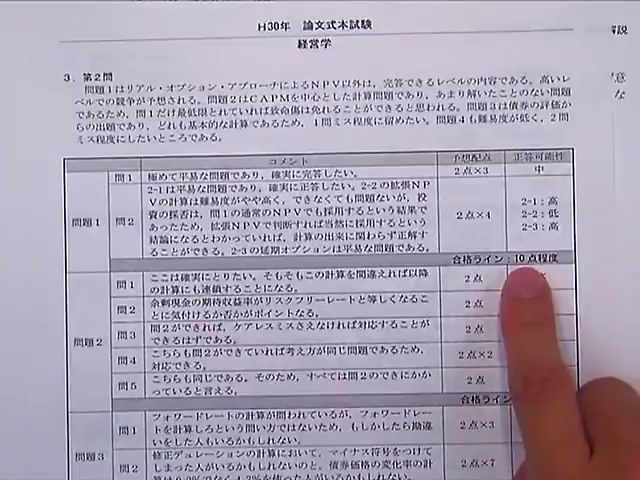 H30年 論文式本試験
経営学
3．第2問
問題1はリアル・オプション・アプローチによるNPV以外は，完答できるレベルの内容である。高いレ
ベルでの競争が予想される。問題2はCAPMを中心とした計算問題であり，あまり解いたことのない問題
であるため，問1だけ最低限とれていれば致命傷は免れることができると思われる。問題3は債券の評価か
らの出題であり，どれも基本的な計算であるため，1問ミス程度に留めたい。問題4も難易度が低く，2問
ミス程度にしたいところである。
コメント 予想配点 正答可能性
問題1
問1 極めて平易な問題であり，確実に完答したい。 2点×3 中
問2
2-1は平易な問題であり，確実に正答したい。2-2の拡張NP
Vの計算は難易度がやや高く，できなくても問題ないが，投
資の採否は，問1の通常のNPVでも採用するという結果で
あったため，拡張NPVで判断すれば当然に採用するという
結論になるとわかっていれば，計算の出来に関わらず正解す
ることができる。2-3の延期オプションは平易な問題である。
2点×4
2-1：高
2-2：低
2-3：高
合格ライン：10点程度
問題2
問1
ここは確実にとりたい。そもそもこの計算を間違えれば以降
の計算にも連鎖することになる。
2点
問2
余剰現金の期待収益率がリスクフリーレートと等しくなるこ
とに気付けるか否かがポイントなる。
2点
問3
問2ができれば，ケアレスミスさえなければ対応することが
できるはずである。
2点
問4
こちらも問2ができていれば考え方が同じ問題であるため，
対応できる。
2点×2
問5
こちらも同じである。そのため，すべては問2のできにかか
っていると言える。
2点
合格ライン
問題3
問1
フォワードレートの計算が問われているが，フォワードレー
トを計算しろという問い方ではないため，もしかしたら勘違
いをした人もいるかもしれない。
2点×3
問2
修正デュレーションの計算において，マイナス符号をつけて
しまった人がいるかもしれないのと，債券価格の変化率の計
2点×7